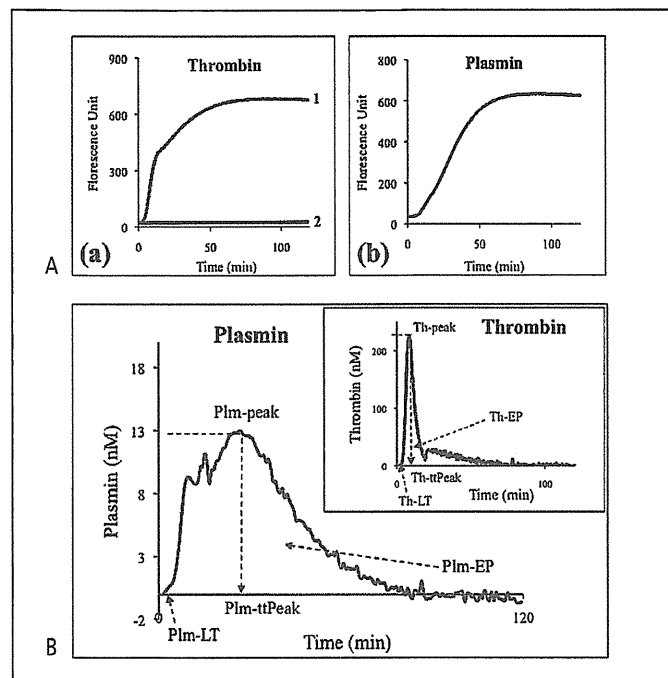 Thrombin
Florescence Unit
900
600
300
0
1
2
0
50
100
(a)
Time (min)
A
Plasmin
Florescence Unit
800
600
400
200
0
0
50
100
(b)
Time (min)
Plasmin
Plasmin (nM)
18
13
8
3
-2
Plm-peak
Plm-EP
Plm-ttPeak
Plm-LT
0
120
Time (min)
B
Thrombin
Thrombin (nM)
Th-peak
200
100
0
Th-EP
0
Th-ttPeak
100
Th-LT
Time (min)